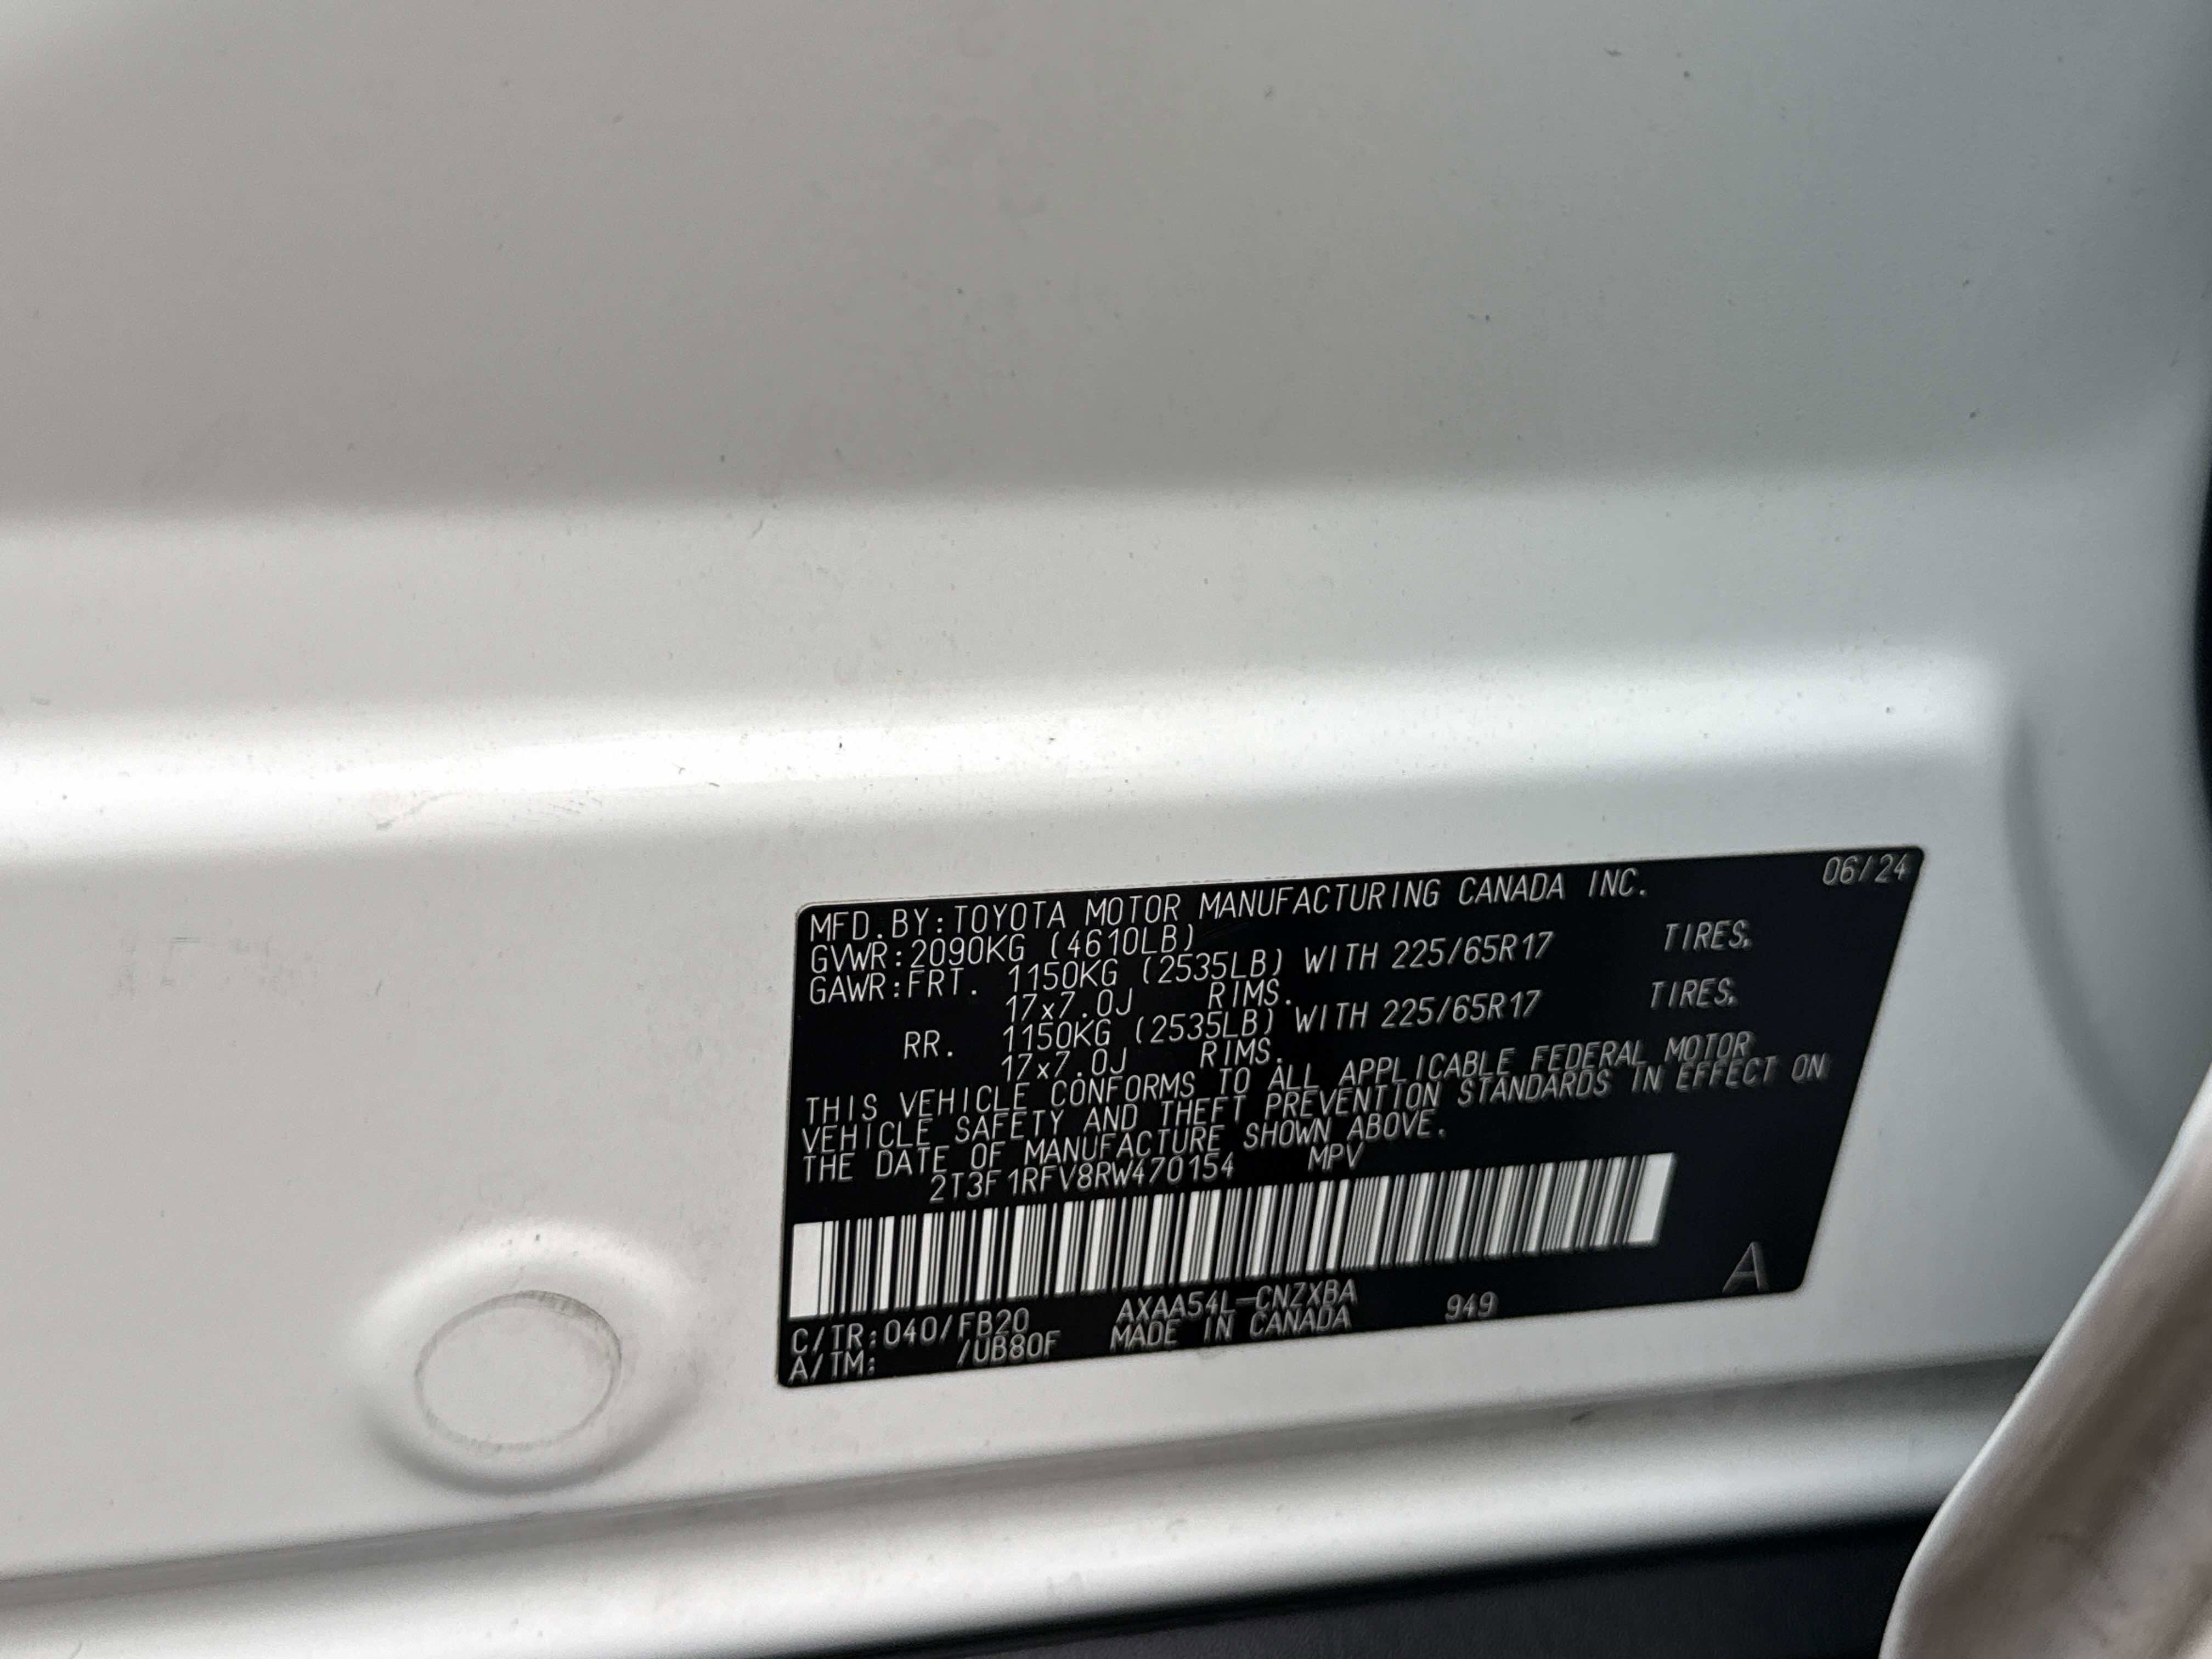 MFD.BY:TOYOTA MOTOR MANUFACTURING CANADA INC. 06/24
GVWR:2090KG (4610LB)
GAWR:FRT. 1150KG (2535LB) WITH 225/65R17 TIRES,
17x7.0J RIMS.
RR. 1150KG (2535LB) WITH 225/65R17 TIRES,
17x7.0J RIMS.
THIS VEHICLE CONFORMS TO ALL APPLICABLE FEDERAL MOTOR
VEHICLE SAFETY AND THEFT PREVENTION STANDARDS IN EFFECT ON
THE DATE OF MANUFACTURE SHOWN ABOVE.
2T3F1RFV8RW470154 MPV
C/TR:040/FB20 AXAA54L-CNZXBA 949 A
A/TM: /UB80F MADE IN CANADA